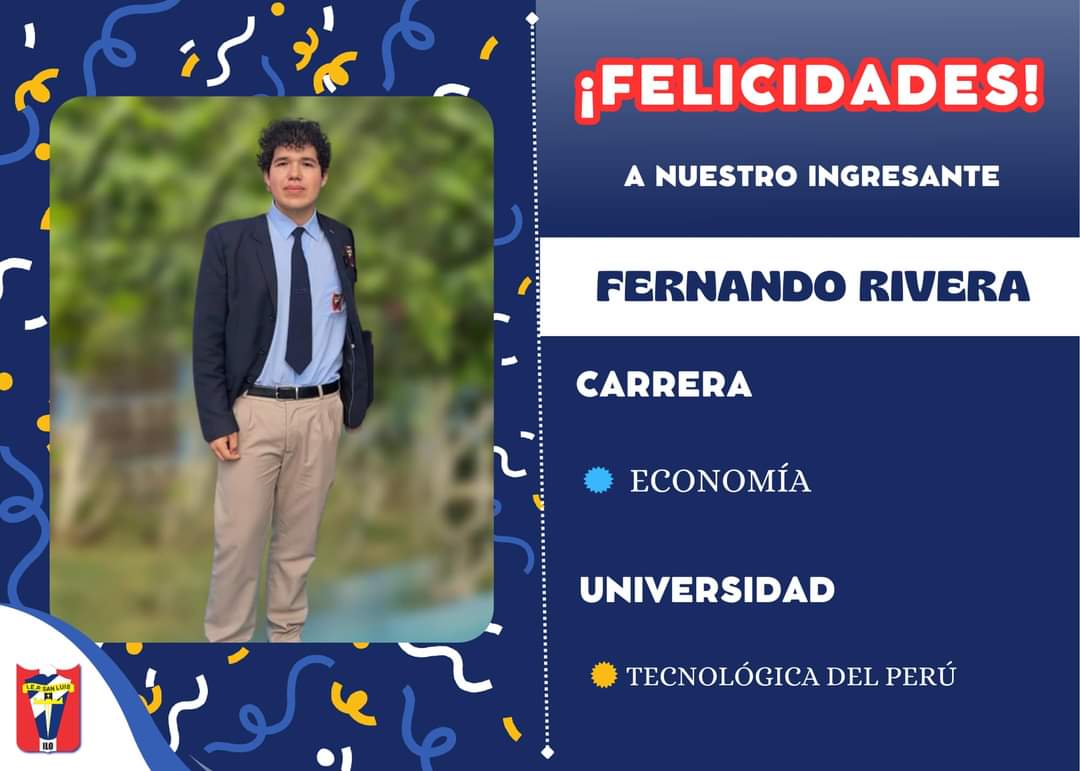 ¡FELICIDADES!
A NUESTRO INGRESANTE
FERNANDO RIVERA
CARRERA
ECONOMÍA
UNIVERSIDAD
TECNOLÓGICA DEL PERÚ
I.E.P. SAN LUIS
ILO